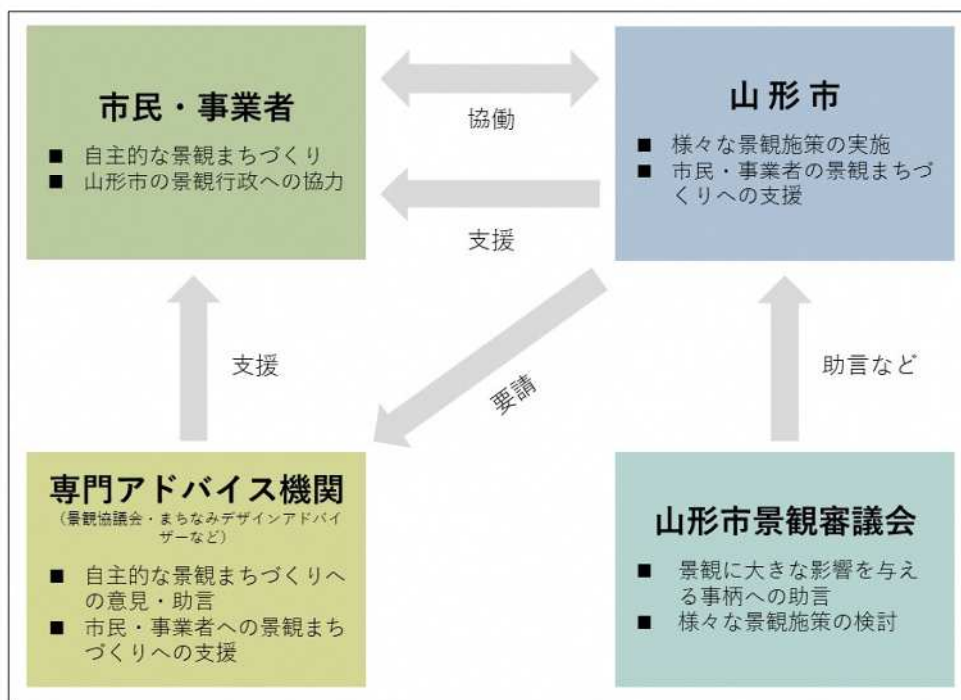 市民・事業者
■ 自主的な景観まちづくり
■ 山形市の景観行政への協力
協働
支援
山形市
■ 様々な景観施策の実施
■ 市民・事業者の景観まちづ
くりへの支援
支援
要請
助言など
専門アドバイス機関
（景観協議会・まちなみデザインアドバイ
ザーなど）
■ 自主的な景観まちづくりへ
の意見・助言
■ 市民・事業者への景観まち
づくりへの支援
山形市景観審議会
■ 景観に大きな影響を与え
る事柄への助言
■ 様々な景観施策の検討